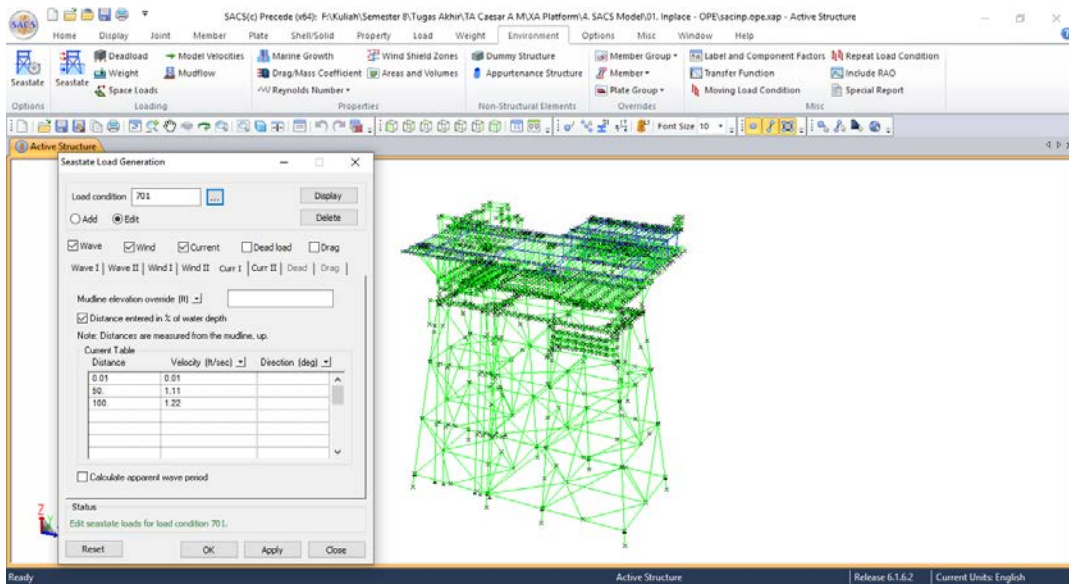 SACS(c) Precede (x64): F:\Kuliah\Semester 8\Tugas Akhir\TA Caesar A M\XA Platform\4. SACS Model\01. Inplace - OPE\sacinp.ope.xap - Active Structure
SACS
Home Display Joint Member Plate Shell/Solid Property Load Weight Environment Options Misc Window Help
Deadload Model Velocities Marine Growth Wind Shield Zones Dummy Structure Member Group Label and Component Factors Repeat Load Condition
Weight Mudflow Drag/Mass Coefficient Areas and Volumes Appurtenance Structure Member Transfer Function Include RAO
Seastate Seastate Space Loads Reynolds Number Plate Group Moving Load Condition Special Report
Options Loading Properties Non-Structural Elements Overrides Misc
Font Size 10
Active Structure
Seastate Load Generation
Load condition 701 ... Display
Add Edit Delete
Wave Wind Current Dead load Drag
Wave I Wave II Wind I Wind II Curr I Curr II Dead Drag
Mudline elevation override (ft)
Distance entered in % of water depth
Note: Distances are measured from the mudline, up.
Current Table
Distance Velocity (ft/sec) Direction (deg)
0.01 0.01
50. 1.11
100. 1.22
Calculate apparent wave period
Status
Edit seastate loads for load condition 701.
Reset OK Apply Close
Z
Ready Active Structure Release 6.1.6.2 Current Units: English